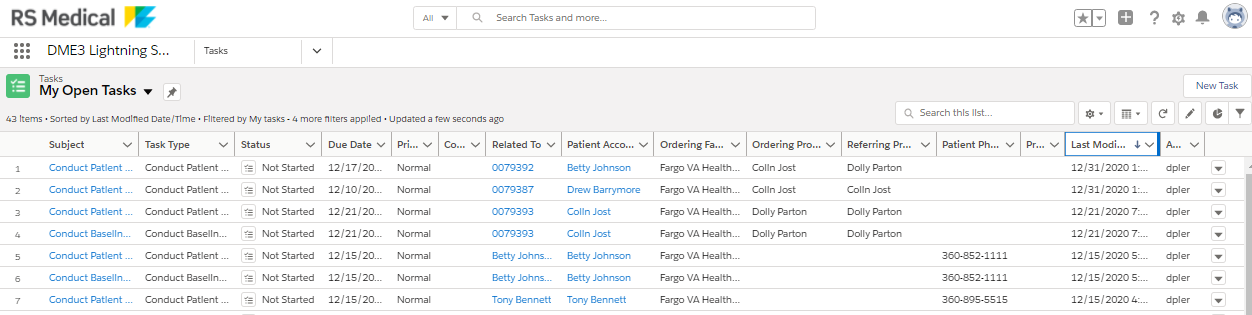 RS Medical
All Search Tasks and more...
DME3 Lightning S... Tasks
Tasks
My Open Tasks
New Task
43 items • Sorted by Last Modified Date/Time • Filtered by My tasks • 4 more filters applied • Updated a few seconds ago
Search this list...
Subject Task Type Status Due Date Pri... Co... Related To Patient Acco... Ordering Fa... Ordering Pro... Referring Pr... Patient Ph... Pr... Last Modi... A...
1 Conduct Patient ... Conduct Patient ... Not Started 12/17/20... Normal 0079392 Betty Johnson Fargo VA Health... Colin Jost Dolly Parton 12/31/2020 1:... dpler
2 Conduct Patient ... Conduct Patient ... Not Started 12/10/20... Normal 0079387 Drew Barrymore Fargo VA Health... Colin Jost Colin Jost 12/31/2020 1:... dpler
3 Conduct Patient ... Conduct Patient ... Not Started 12/21/20... Normal 0079393 Colin Jost Fargo VA Health... Dolly Parton Dolly Parton 12/21/2020 7:... dpler
4 Conduct Baselin... Conduct Baselin... Not Started 12/21/20... Normal 0079393 Colin Jost Fargo VA Health... Dolly Parton Dolly Parton 12/21/2020 7:... dpler
5 Conduct Patient ... Conduct Patient ... Not Started 12/15/20... Normal Betty Johns... Betty Johnson Fargo VA Health... 360-852-1111 12/15/2020 5:... dpler
6 Conduct Baselin... Conduct Baselin... Not Started 12/15/20... Normal Betty Johns... Betty Johnson Fargo VA Health... 360-852-1111 12/15/2020 5:... dpler
7 Conduct Patient ... Conduct Patient ... Not Started 12/15/20... Normal Tony Bennett Tony Bennett Fargo VA Health... 360-895-5515 12/15/2020 4:... dpler